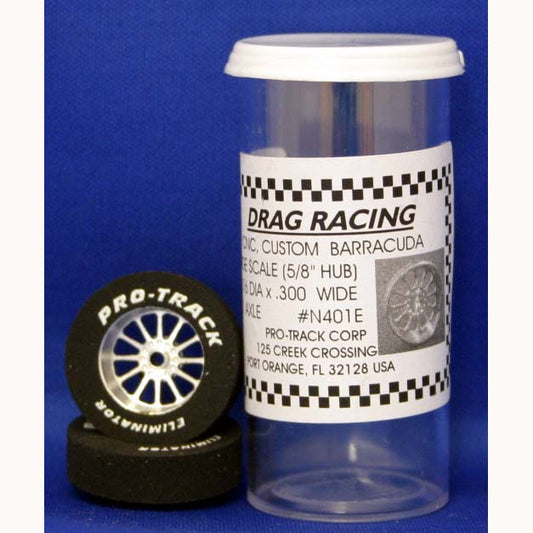 DRAG RACING
CNC, CUSTOM BARRACUDA
SCALE (5/8" HUB)
DIA x .300 WIDE
AXLE #N401E
PRO-TRACK CORP
125 CREEK CROSSING
PORT ORANGE, FL 32128 USA
PRO-TRACK
ELIMINATOR
ELIMINATOR